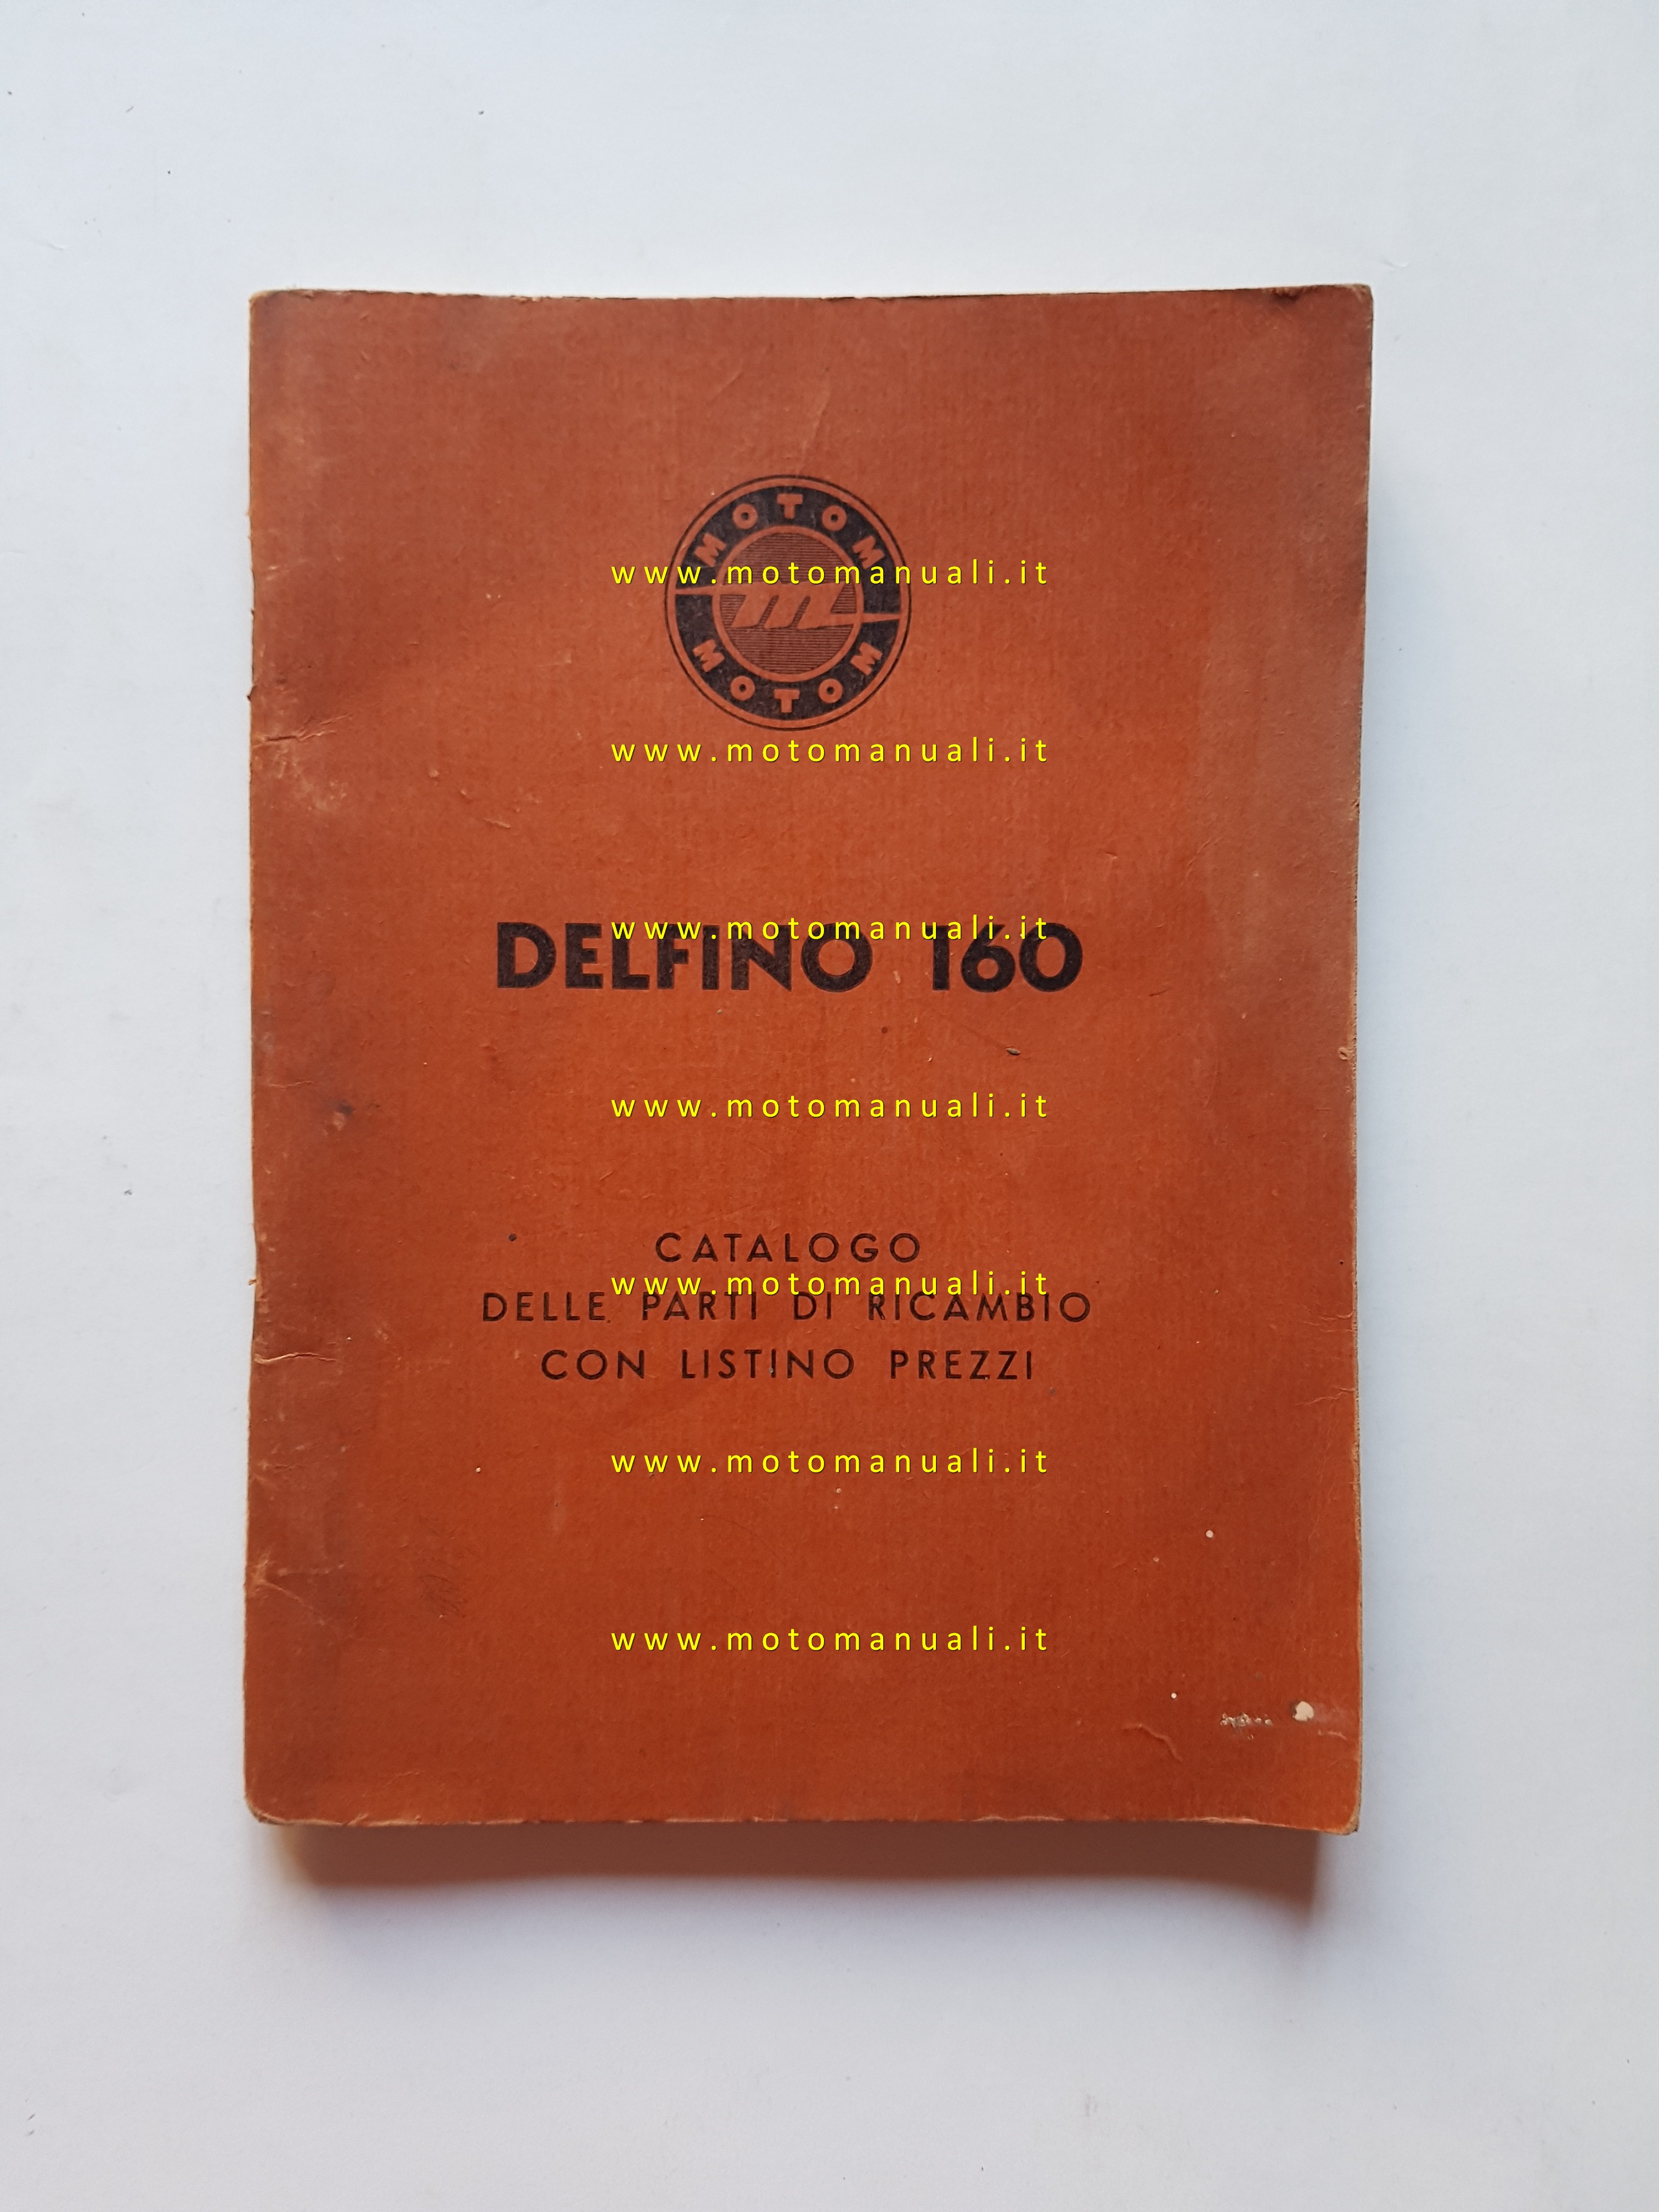 MOTOM
www.motomanuali.it
m
MOTOM
www.motomanuali.it
www.motomanuali.it
DELFINO 160
www.motomanuali.it
CATALOGO
www.motomanuali.it
DELLE PARTI DI RICAMBIO
CON LISTINO PREZZI
www.motomanuali.it
www.motomanuali.it